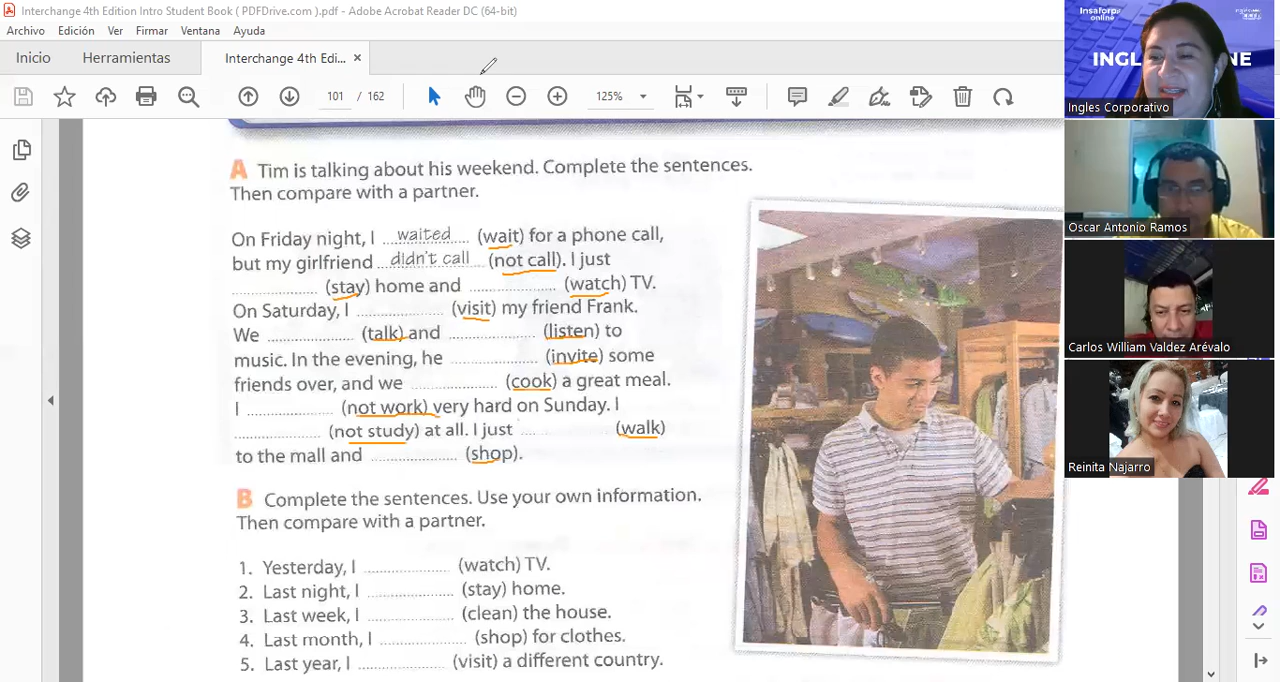 Interchange 4th Edition Intro Student Book ( PDFDrive.com ).pdf - Adobe Acrobat Reader DC (64-bit)
Archivo Edición Ver Firmar Ventana Ayuda
Inicio Herramientas Interchange 4th Edi... ×
101 / 162 125%
A Tim is talking about his weekend. Complete the sentences.
Then compare with a partner.
On Friday night, I waited (wait) for a phone call,
but my girlfriend didn't call (not call). I just
(stay) home and (watch) TV.
On Saturday, I (visit) my friend Frank.
We (talk) and (listen) to
music. In the evening, he (invite) some
friends over, and we (cook) a great meal.
I (not work) very hard on Sunday. I
(not study) at all. I just (walk)
to the mall and (shop).
B Complete the sentences. Use your own information.
Then compare with a partner.
1. Yesterday, I (watch) TV.
2. Last night, I (stay) home.
3. Last week, I (clean) the house.
4. Last month, I (shop) for clothes.
5. Last year, I (visit) a different country.
Insaforp
online
INGL NE
Ingles Corporativo
Oscar Antonio Ramos
Carlos William Valdez Arévalo
Reinita Najarro